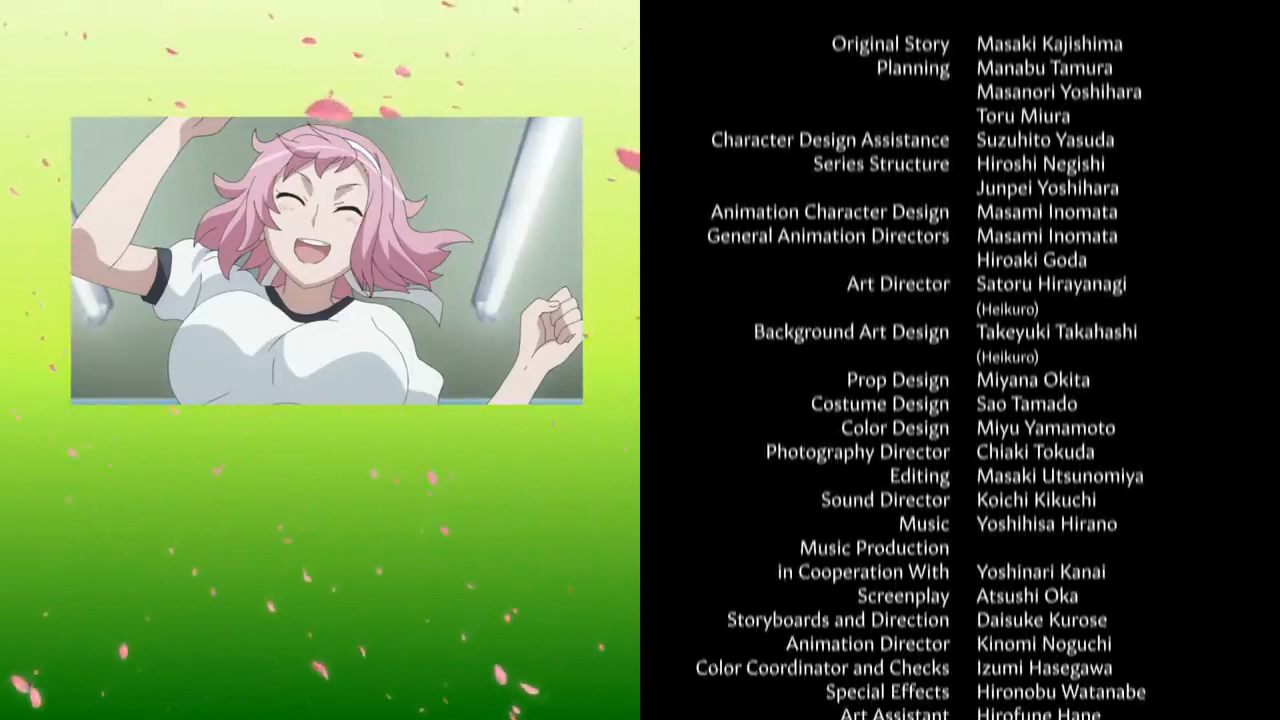 Original Story Masaki Kajishima
Planning Manabu Tamura
Masanori Yoshihara
Toru Miura
Character Design Assistance Suzuhito Yasuda
Series Structure Hiroshi Negishi
Junpei Yoshihara
Animation Character Design Masami Inomata
General Animation Directors Masami Inomata
Hiroaki Goda
Art Director Satoru Hirayanagi
(Heikuro)
Background Art Design Takeyuki Takahashi
(Heikuro)
Prop Design Miyana Okita
Costume Design Sao Tamado
Color Design Miyu Yamamoto
Photography Director Chiaki Tokuda
Editing Masaki Utsunomiya
Sound Director Koichi Kikuchi
Music Yoshihisa Hirano
Music Production
in Cooperation With Yoshinari Kanai
Screenplay Atsushi Oka
Storyboards and Direction Daisuke Kurose
Animation Director Kinomi Noguchi
Color Coordinator and Checks Izumi Hasegawa
Special Effects Hironobu Watanabe
Art Assistant Hirofune Hane